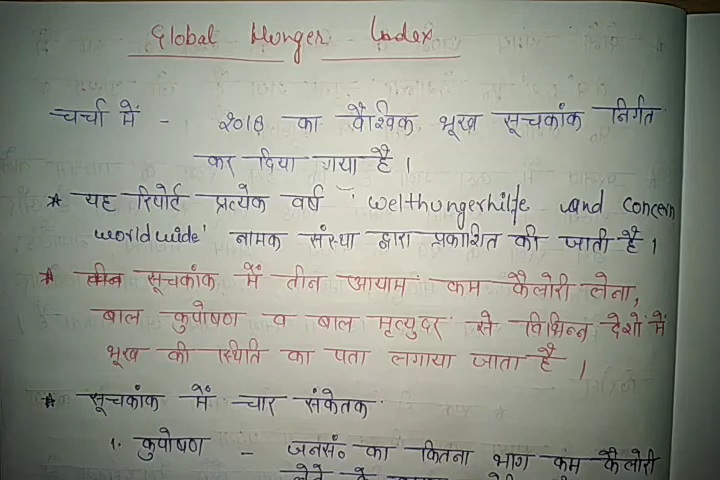 Global Hunger Index
चर्चा में - २०१८ का वैश्विक भूख सूचकांक निर्गत
कर दिया गया है।
* यह रिपोर्ट प्रत्येक वर्ष 'welthungerhilfe and concern
worldwide' नामक संस्था द्वारा प्रकाशित की जाती है।
* सूचकांक में तीन आयाम: कम कैलोरी लेना,
बाल कुपोषण व बाल मृत्युदर से विभिन्न देशों में
भूख की स्थिति का पता लगाया जाता है।
* सूचकांक में चार संकेतक
1. कुपोषण - जनसं० का कितना भाग कम कैलोरी